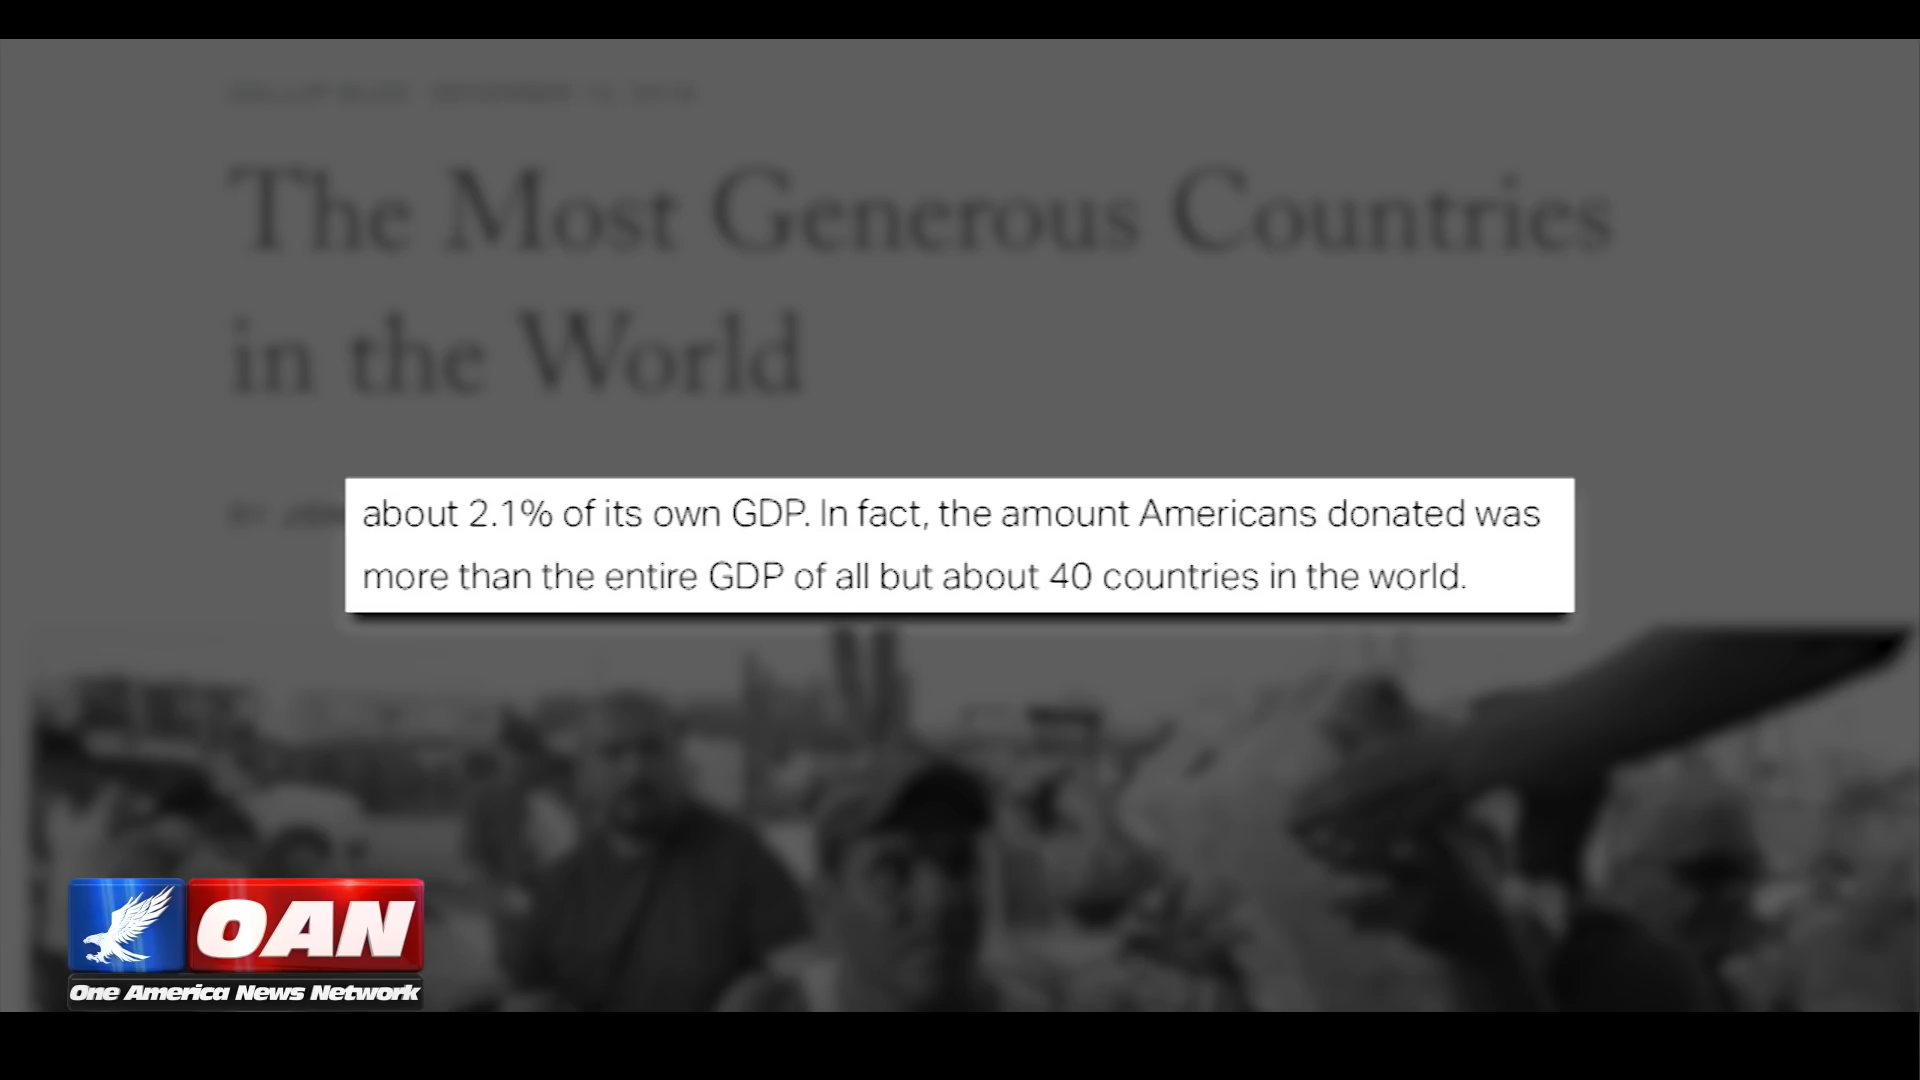 The Most Generous Countries
in the World
about 2.1% of its own GDP. In fact, the amount Americans donated was
more than the entire GDP of all but about 40 countries in the world.
OAN
One America News Network